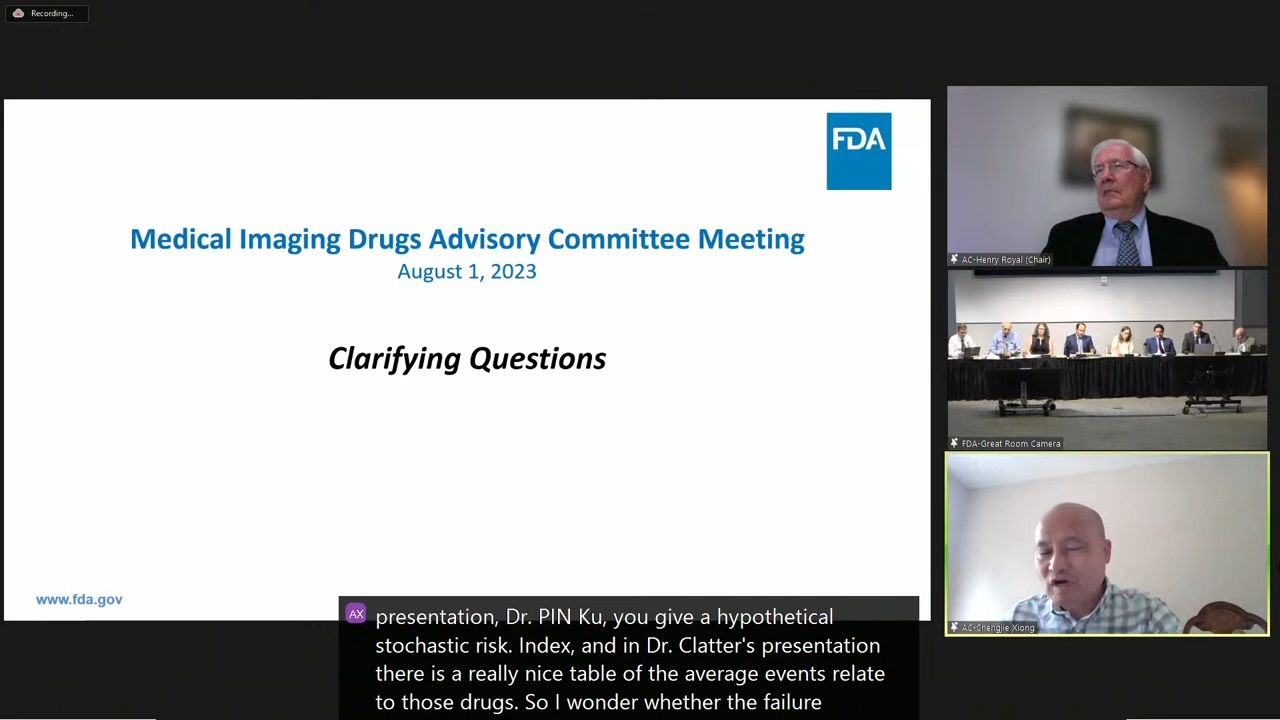 Recording...
FDA
Medical Imaging Drugs Advisory Committee Meeting
August 1, 2023
Clarifying Questions
www.fda.gov
AC-Henry Royal (Chair)
FDA-Great Room Camera
AC-Chengjie Xiong
AX
presentation, Dr. PIN Ku, you give a hypothetical
stochastic risk. Index, and in Dr. Clatter's presentation
there is a really nice table of the average events relate
to those drugs. So I wonder whether the failure